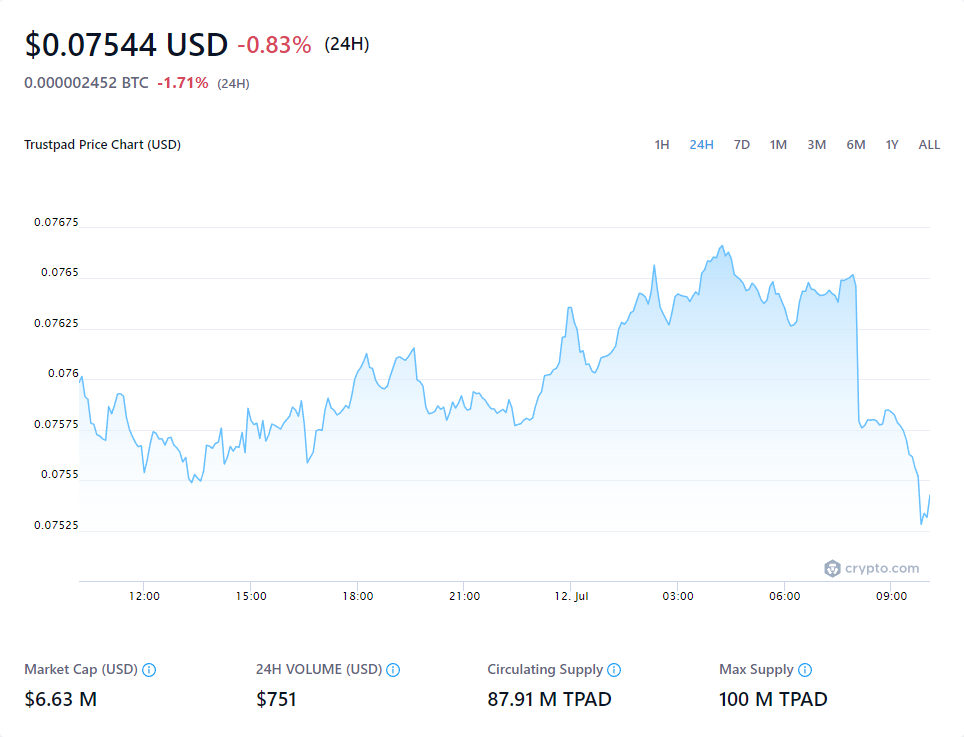 $0.07544 USD -0.83% (24H)
0.000002452 BTC -1.71% (24H)
Trustpad Price Chart (USD) 1H 24H 7D 1M 3M 6M 1Y ALL
0.07675
0.0765
0.07625
0.076
0.07575
0.0755
0.07525
crypto.com
12:00 15:00 18:00 21:00 12. Jul 03:00 06:00 09:00
Market Cap (USD) 24H VOLUME (USD) Circulating Supply Max Supply
$6.63 M $751 87.91 M TPAD 100 M TPAD